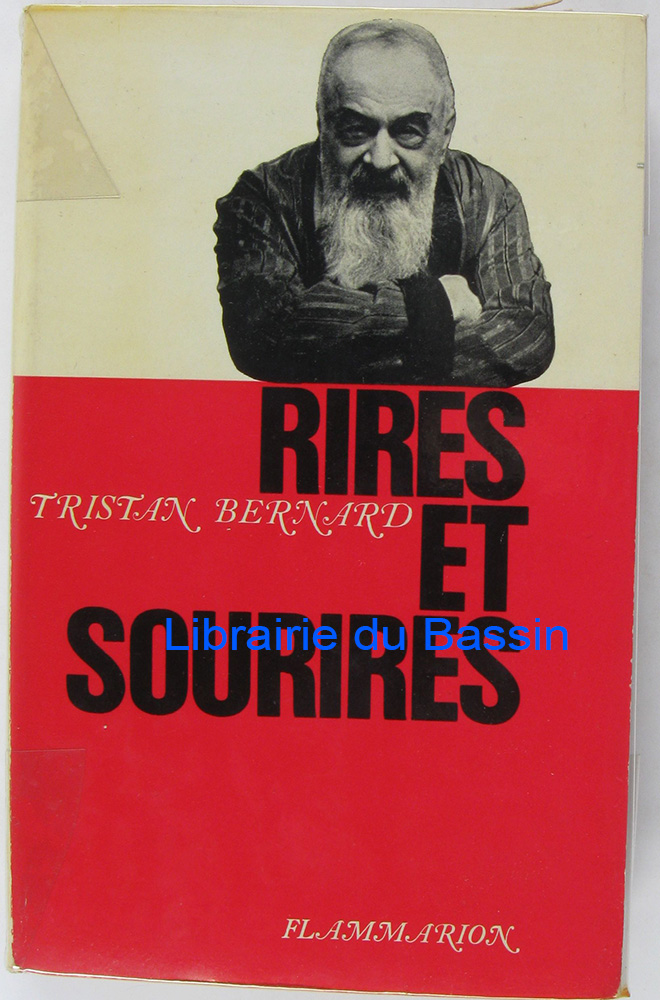 RIRES
TRISTAN BERNARD
ET
SOURIRES
Librairie du Bassin
FLAMMARION